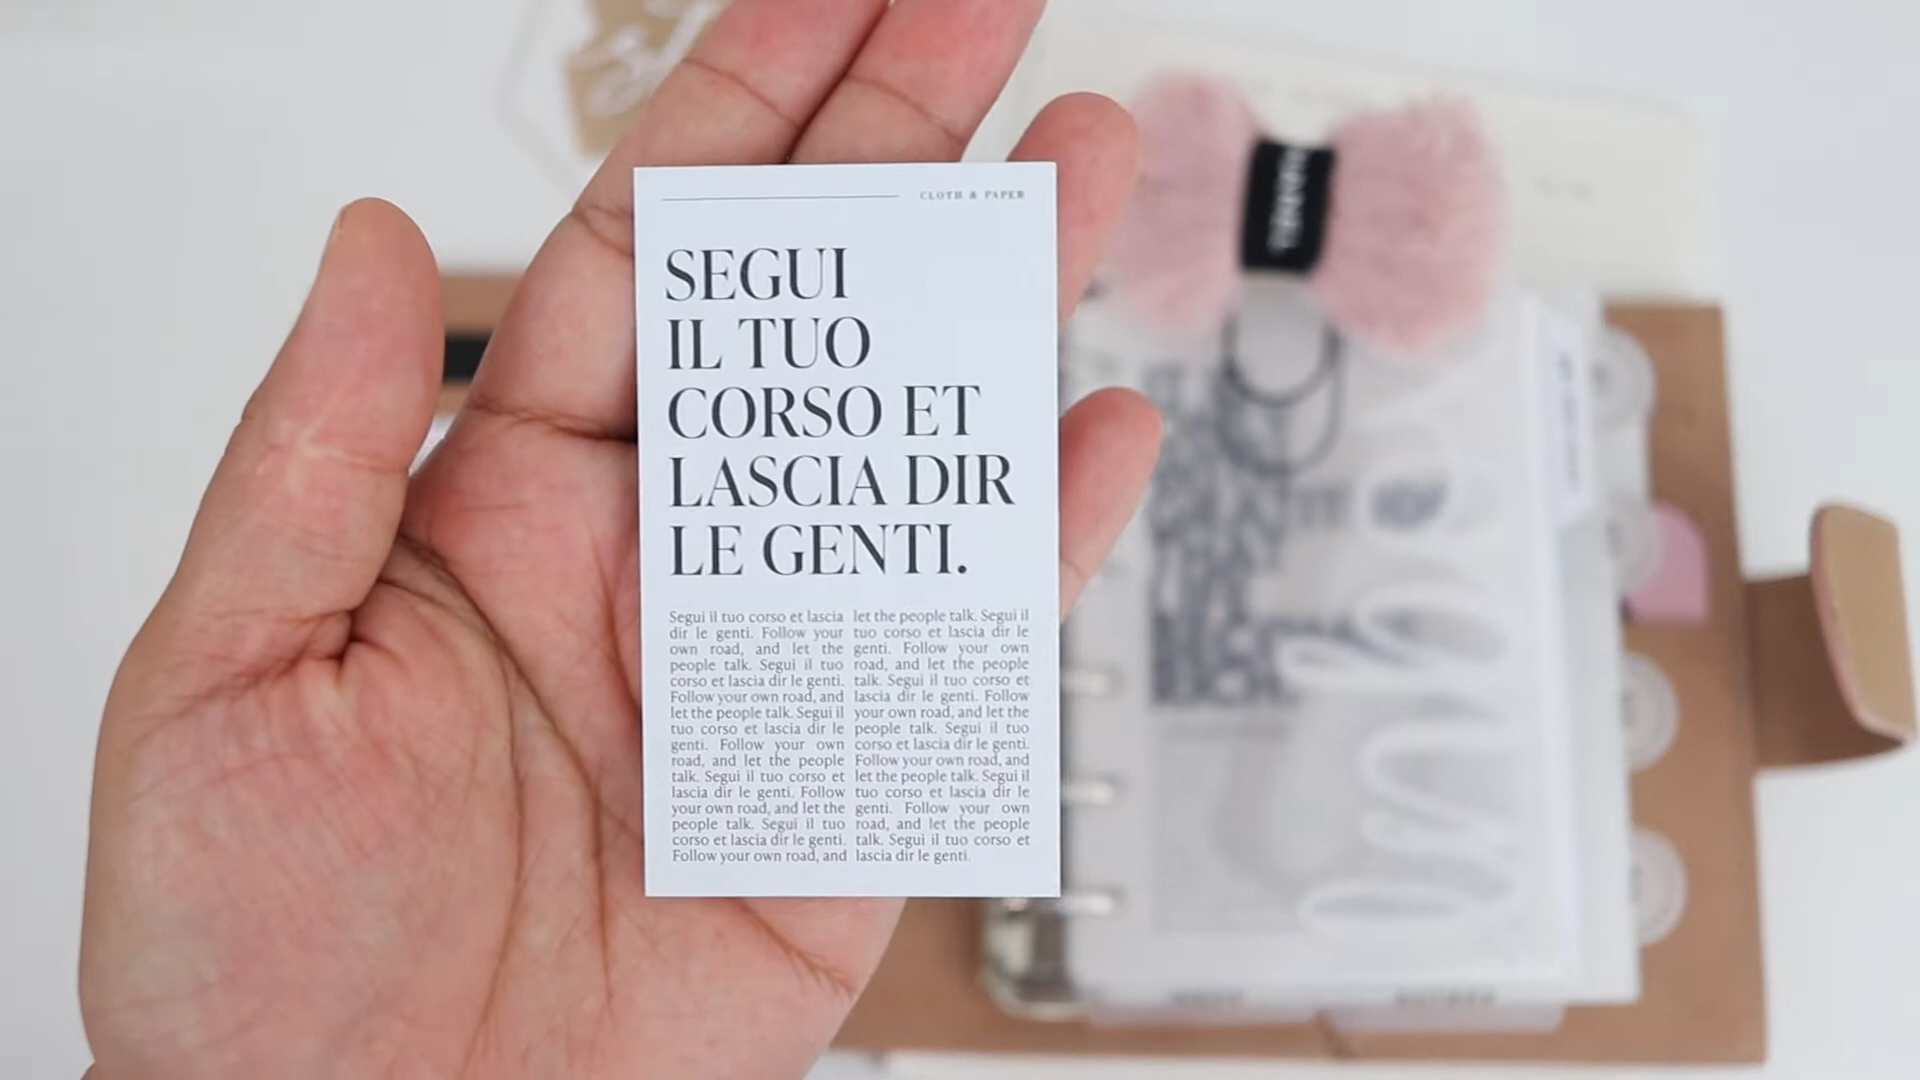 CLOTH & PAPER
SEGUI
IL TUO
CORSO ET
LASCIA DIR
LE GENTI.
Segui il tuo corso et lascia
dir le genti. Follow your
own road, and let the
people talk. Segui il tuo
corso et lascia dir le genti.
Follow your own road, and
let the people talk. Segui il
tuo corso et lascia dir le
genti. Follow your own
road, and let the people
talk. Segui il tuo corso et
lascia dir le genti. Follow
your own road, and let the
people talk. Segui il tuo
corso et lascia dir le genti.
Follow your own road, and
let the people talk. Segui il
tuo corso et lascia dir le
genti. Follow your own
road, and let the people
talk. Segui il tuo corso et
lascia dir le genti. Follow
your own road, and let the
people talk. Segui il tuo
corso et lascia dir le genti.
Follow your own road, and
let the people talk. Segui il
tuo corso et lascia dir le
genti. Follow your own
road, and let the people
talk. Segui il tuo corso et
lascia dir le genti.